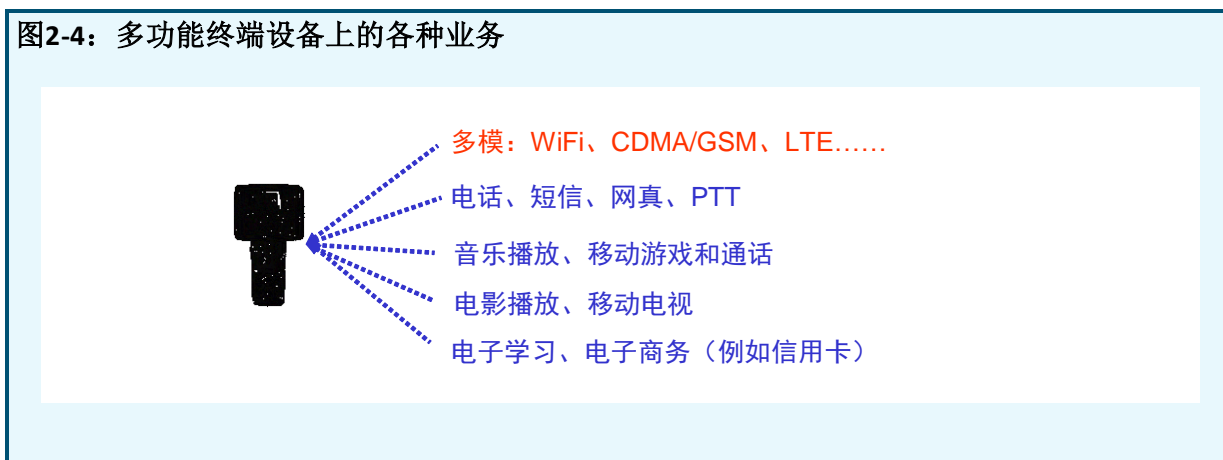 图2-4：多功能终端设备上的各种业务
多模：WiFi、CDMA/GSM、LTE……
电话、短信、网真、PTT
音乐播放、移动游戏和通话
电影播放、移动电视
电子学习、电子商务（例如信用卡）